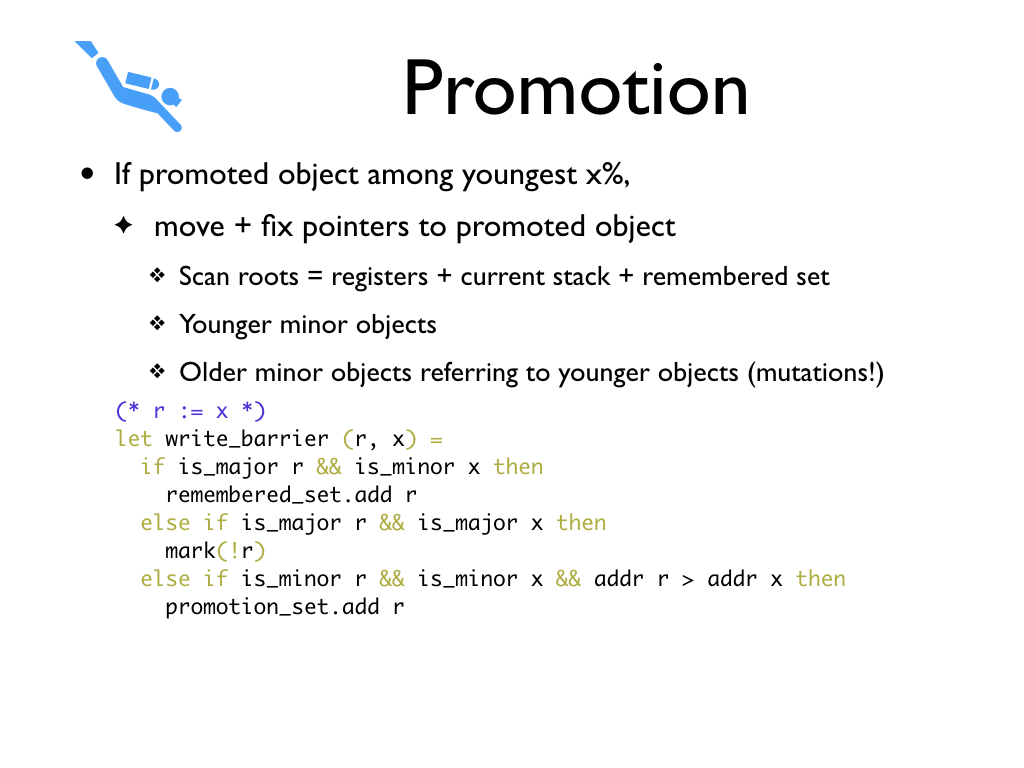 Promotion
• If promoted object among youngest x%,
✦ move + fix pointers to promoted object
❖ Scan roots = registers + current stack + remembered set
❖ Younger minor objects
❖ Older minor objects referring to younger objects (mutations!)
(* r := x *)
let write_barrier (r, x) =
  if is_major r && is_minor x then
    remembered_set.add r
  else if is_major r && is_major x then
    mark(!r)
  else if is_minor r && is_minor x && addr r > addr x then
    promotion_set.add r